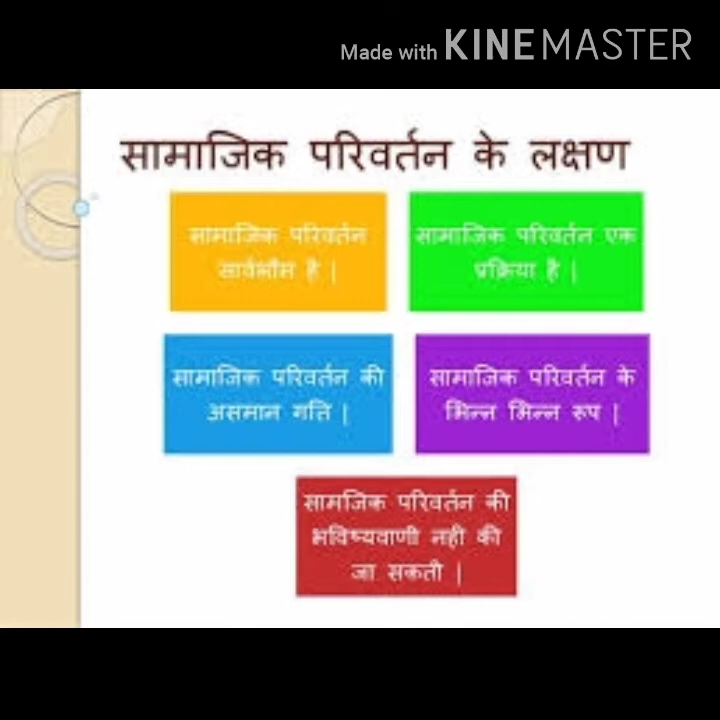 Made with KINEMASTER
सामाजिक परिवर्तन के लक्षण
सामाजिक परिवर्तन
सार्वभौम है |
सामाजिक परिवर्तन एक
प्रक्रिया है |
सामाजिक परिवर्तन की
असमान गति |
सामाजिक परिवर्तन के
भिन्न भिन्न रूप |
सामजिक परिवर्तन की
भविष्यवाणी नही की
जा सकती |